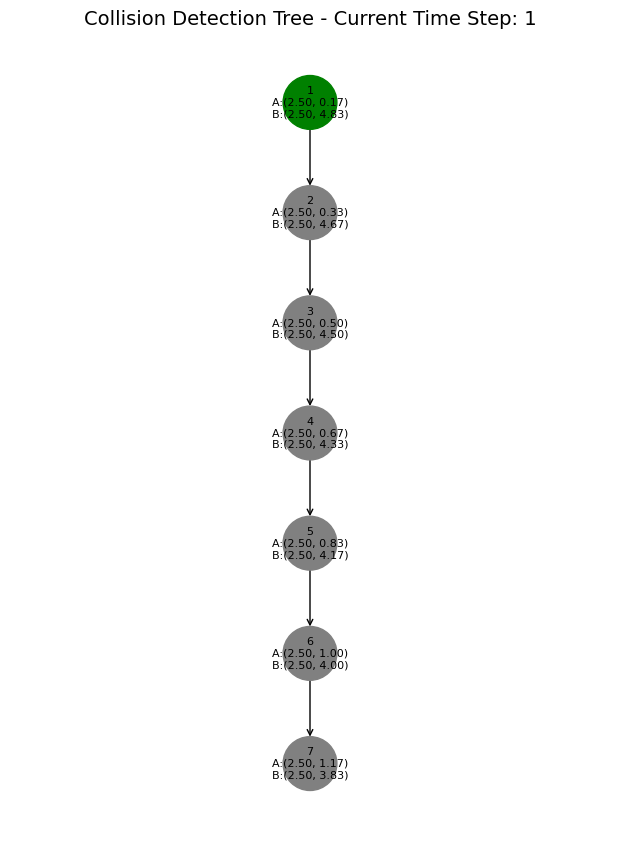 Collision Detection Tree - Current Time Step: 1
1
A:(2.50, 0.17)
B:(2.50, 4.83)
2
A:(2.50, 0.33)
B:(2.50, 4.67)
3
A:(2.50, 0.50)
B:(2.50, 4.50)
4
A:(2.50, 0.67)
B:(2.50, 4.33)
5
A:(2.50, 0.83)
B:(2.50, 4.17)
6
A:(2.50, 1.00)
B:(2.50, 4.00)
7
A:(2.50, 1.17)
B:(2.50, 3.83)